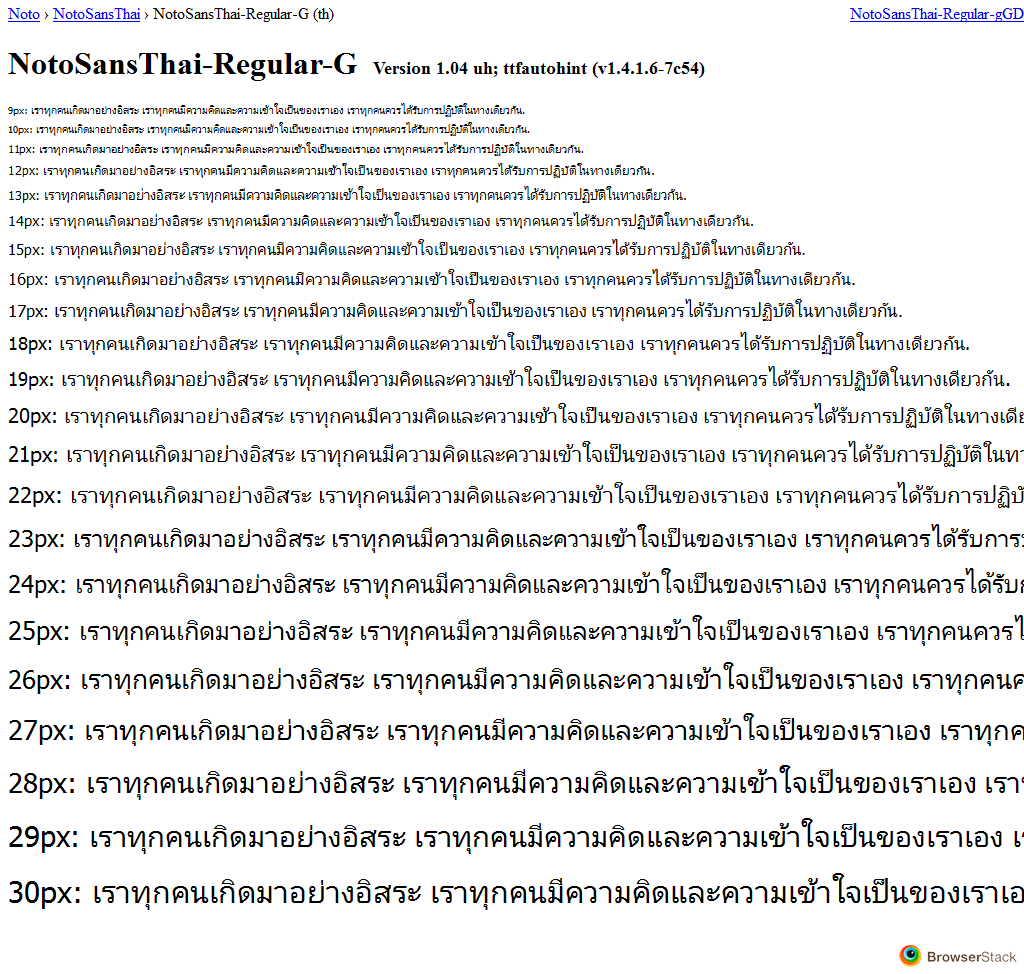 Noto › NotoSansThai › NotoSansThai-Regular-G (th) NotoSansThai-Regular-gGD
NotoSansThai-Regular-G Version 1.04 uh; ttfautohint (v1.4.1.6-7c54)
9px: เราทุกคนเกิดมาอย่างอิสระ เราทุกคนมีความคิดและความเข้าใจเป็นของเราเอง เราทุกคนควรได้รับการปฏิบัติในทางเดียวกัน.
10px: เราทุกคนเกิดมาอย่างอิสระ เราทุกคนมีความคิดและความเข้าใจเป็นของเราเอง เราทุกคนควรได้รับการปฏิบัติในทางเดียวกัน.
11px: เราทุกคนเกิดมาอย่างอิสระ เราทุกคนมีความคิดและความเข้าใจเป็นของเราเอง เราทุกคนควรได้รับการปฏิบัติในทางเดียวกัน.
12px: เราทุกคนเกิดมาอย่างอิสระ เราทุกคนมีความคิดและความเข้าใจเป็นของเราเอง เราทุกคนควรได้รับการปฏิบัติในทางเดียวกัน.
13px: เราทุกคนเกิดมาอย่างอิสระ เราทุกคนมีความคิดและความเข้าใจเป็นของเราเอง เราทุกคนควรได้รับการปฏิบัติในทางเดียวกัน.
14px: เราทุกคนเกิดมาอย่างอิสระ เราทุกคนมีความคิดและความเข้าใจเป็นของเราเอง เราทุกคนควรได้รับการปฏิบัติในทางเดียวกัน.
15px: เราทุกคนเกิดมาอย่างอิสระ เราทุกคนมีความคิดและความเข้าใจเป็นของเราเอง เราทุกคนควรได้รับการปฏิบัติในทางเดียวกัน.
16px: เราทุกคนเกิดมาอย่างอิสระ เราทุกคนมีความคิดและความเข้าใจเป็นของเราเอง เราทุกคนควรได้รับการปฏิบัติในทางเดียวกัน.
17px: เราทุกคนเกิดมาอย่างอิสระ เราทุกคนมีความคิดและความเข้าใจเป็นของเราเอง เราทุกคนควรได้รับการปฏิบัติในทางเดียวกัน.
18px: เราทุกคนเกิดมาอย่างอิสระ เราทุกคนมีความคิดและความเข้าใจเป็นของเราเอง เราทุกคนควรได้รับการปฏิบัติในทางเดียวกัน.
19px: เราทุกคนเกิดมาอย่างอิสระ เราทุกคนมีความคิดและความเข้าใจเป็นของเราเอง เราทุกคนควรได้รับการปฏิบัติในทางเดียวกัน.
20px: เราทุกคนเกิดมาอย่างอิสระ เราทุกคนมีความคิดและความเข้าใจเป็นของเราเอง เราทุกคนควรได้รับการปฏิบัติในทางเดีย
21px: เราทุกคนเกิดมาอย่างอิสระ เราทุกคนมีความคิดและความเข้าใจเป็นของเราเอง เราทุกคนควรได้รับการปฏิบัติในทา
22px: เราทุกคนเกิดมาอย่างอิสระ เราทุกคนมีความคิดและความเข้าใจเป็นของเราเอง เราทุกคนควรได้รับการปฏิบั
23px: เราทุกคนเกิดมาอย่างอิสระ เราทุกคนมีความคิดและความเข้าใจเป็นของเราเอง เราทุกคนควรได้รับการ
24px: เราทุกคนเกิดมาอย่างอิสระ เราทุกคนมีความคิดและความเข้าใจเป็นของเราเอง เราทุกคนควรได้รับก
25px: เราทุกคนเกิดมาอย่างอิสระ เราทุกคนมีความคิดและความเข้าใจเป็นของเราเอง เราทุกคนควรไ
26px: เราทุกคนเกิดมาอย่างอิสระ เราทุกคนมีความคิดและความเข้าใจเป็นของเราเอง เราทุกคนค
27px: เราทุกคนเกิดมาอย่างอิสระ เราทุกคนมีความคิดและความเข้าใจเป็นของเราเอง เราทุกค
28px: เราทุกคนเกิดมาอย่างอิสระ เราทุกคนมีความคิดและความเข้าใจเป็นของเราเอง เรา
29px: เราทุกคนเกิดมาอย่างอิสระ เราทุกคนมีความคิดและความเข้าใจเป็นของเราเอง เ
30px: เราทุกคนเกิดมาอย่างอิสระ เราทุกคนมีความคิดและความเข้าใจเป็นของเราเอ
BrowserStack